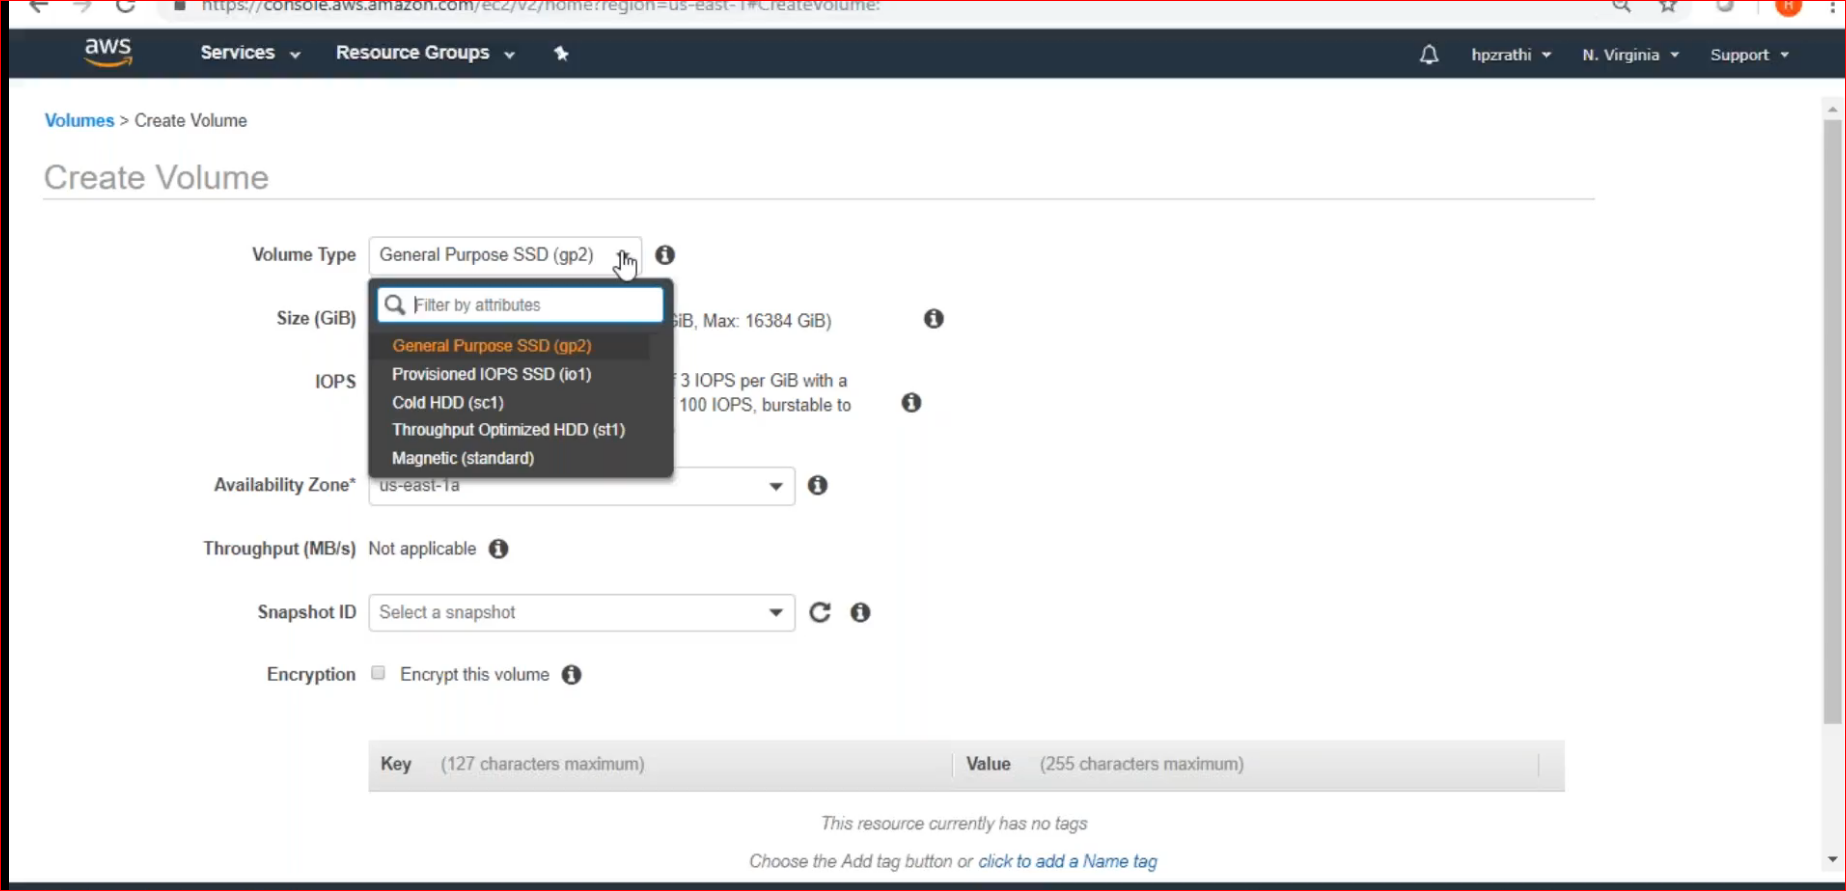 https://console.aws.amazon.com/ec2/v2/home?region=us-east-1#CreateVolume:
R
aws
Services
Resource Groups
hpzrathi
N. Virginia
Support
Volumes > Create Volume
Create Volume
Volume Type
General Purpose SSD (gp2)
Filter by attributes
General Purpose SSD (gp2)
Provisioned IOPS SSD (io1)
Cold HDD (sc1)
Throughput Optimized HDD (st1)
Magnetic (standard)
Size (GiB)
GiB, Max: 16384 GiB)
IOPS
3 IOPS per GiB with a
100 IOPS, burstable to
Availability Zone*
us-east-1a
Throughput (MB/s)
Not applicable
Snapshot ID
Select a snapshot
Encryption
Encrypt this volume
Key (127 characters maximum)
Value (255 characters maximum)
This resource currently has no tags
Choose the Add tag button or click to add a Name tag